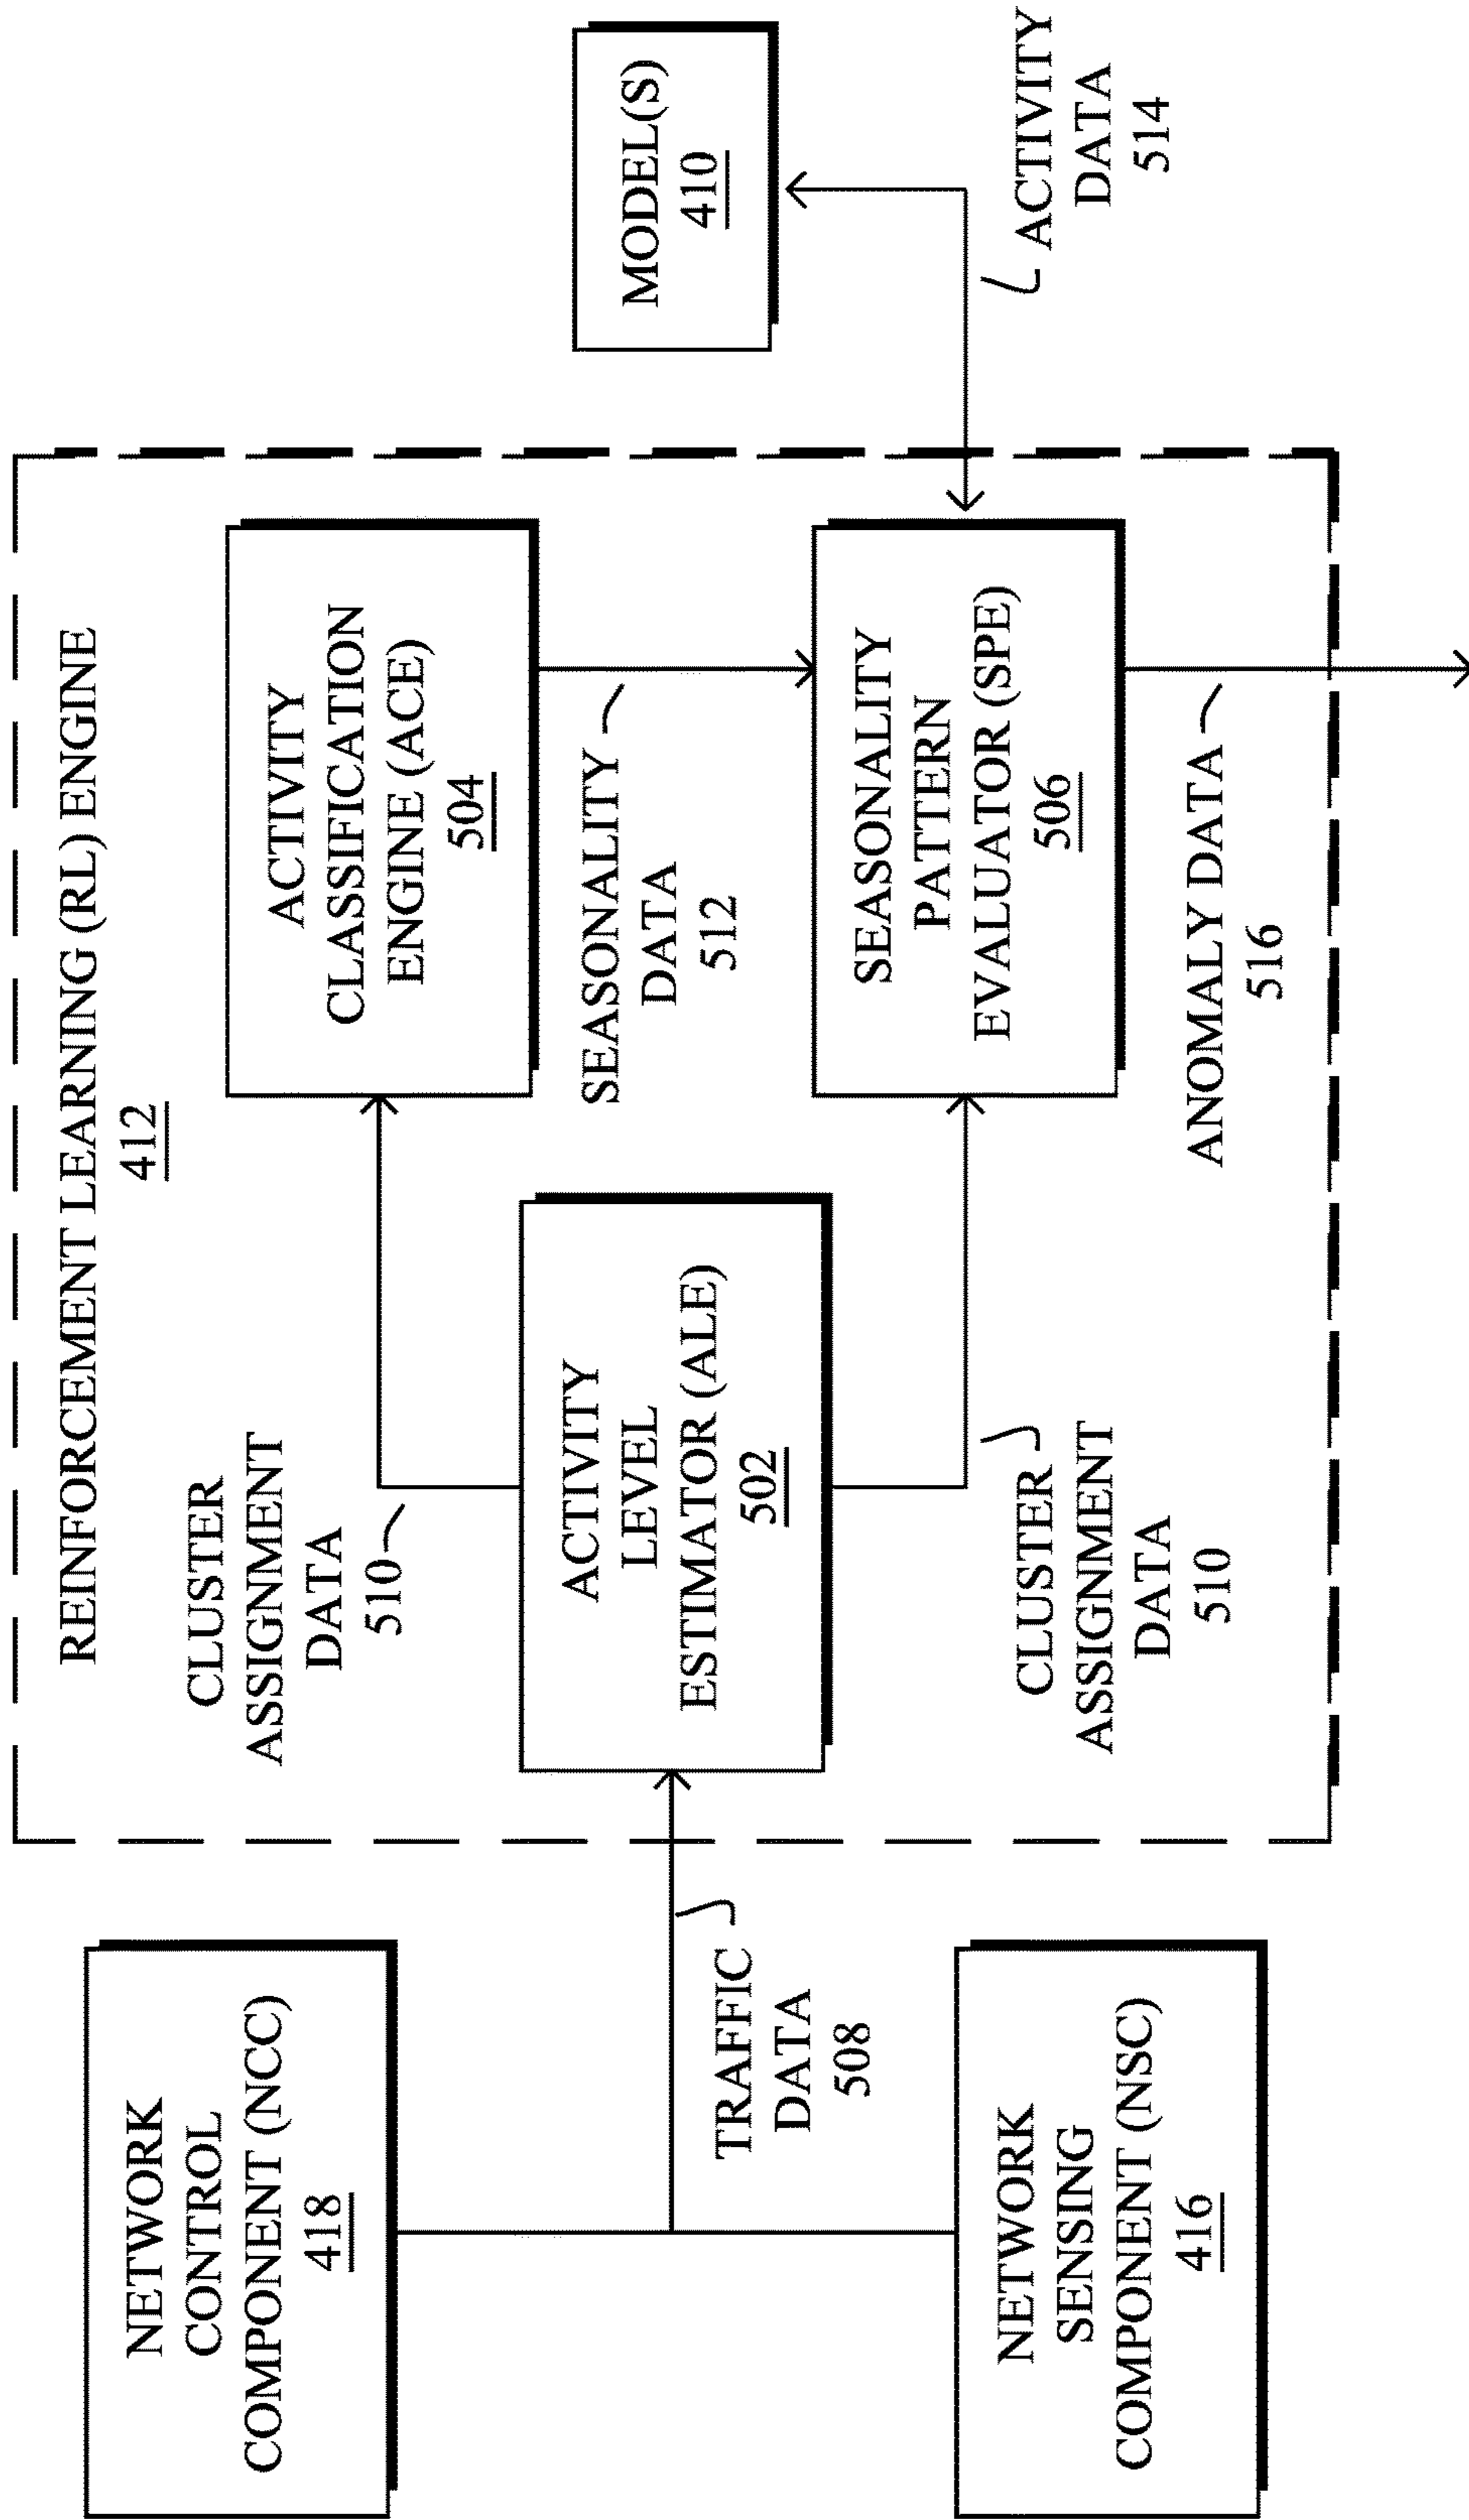 NETWORK
CONTROL
COMPONENT (NCC)
418
NETWORK
SENSING
COMPONENT (NSC)
416
TRAFFIC
DATA
508
REINFORCEMENT LEARNING (RL) ENGINE
412
CLUSTER
ASSIGNMENT
DATA
510
ACTIVITY
LEVEL
ESTIMATOR (ALE)
502
CLUSTER
ASSIGNMENT
DATA
510
ACTIVITY
CLASSIFICATION
ENGINE (ACE)
504
SEASONALITY
DATA
512
SEASONALITY
PATTERN
EVALUATOR (SPE)
506
ANOMALY DATA
516
MODEL(S)
410
ACTIVITY
DATA
514